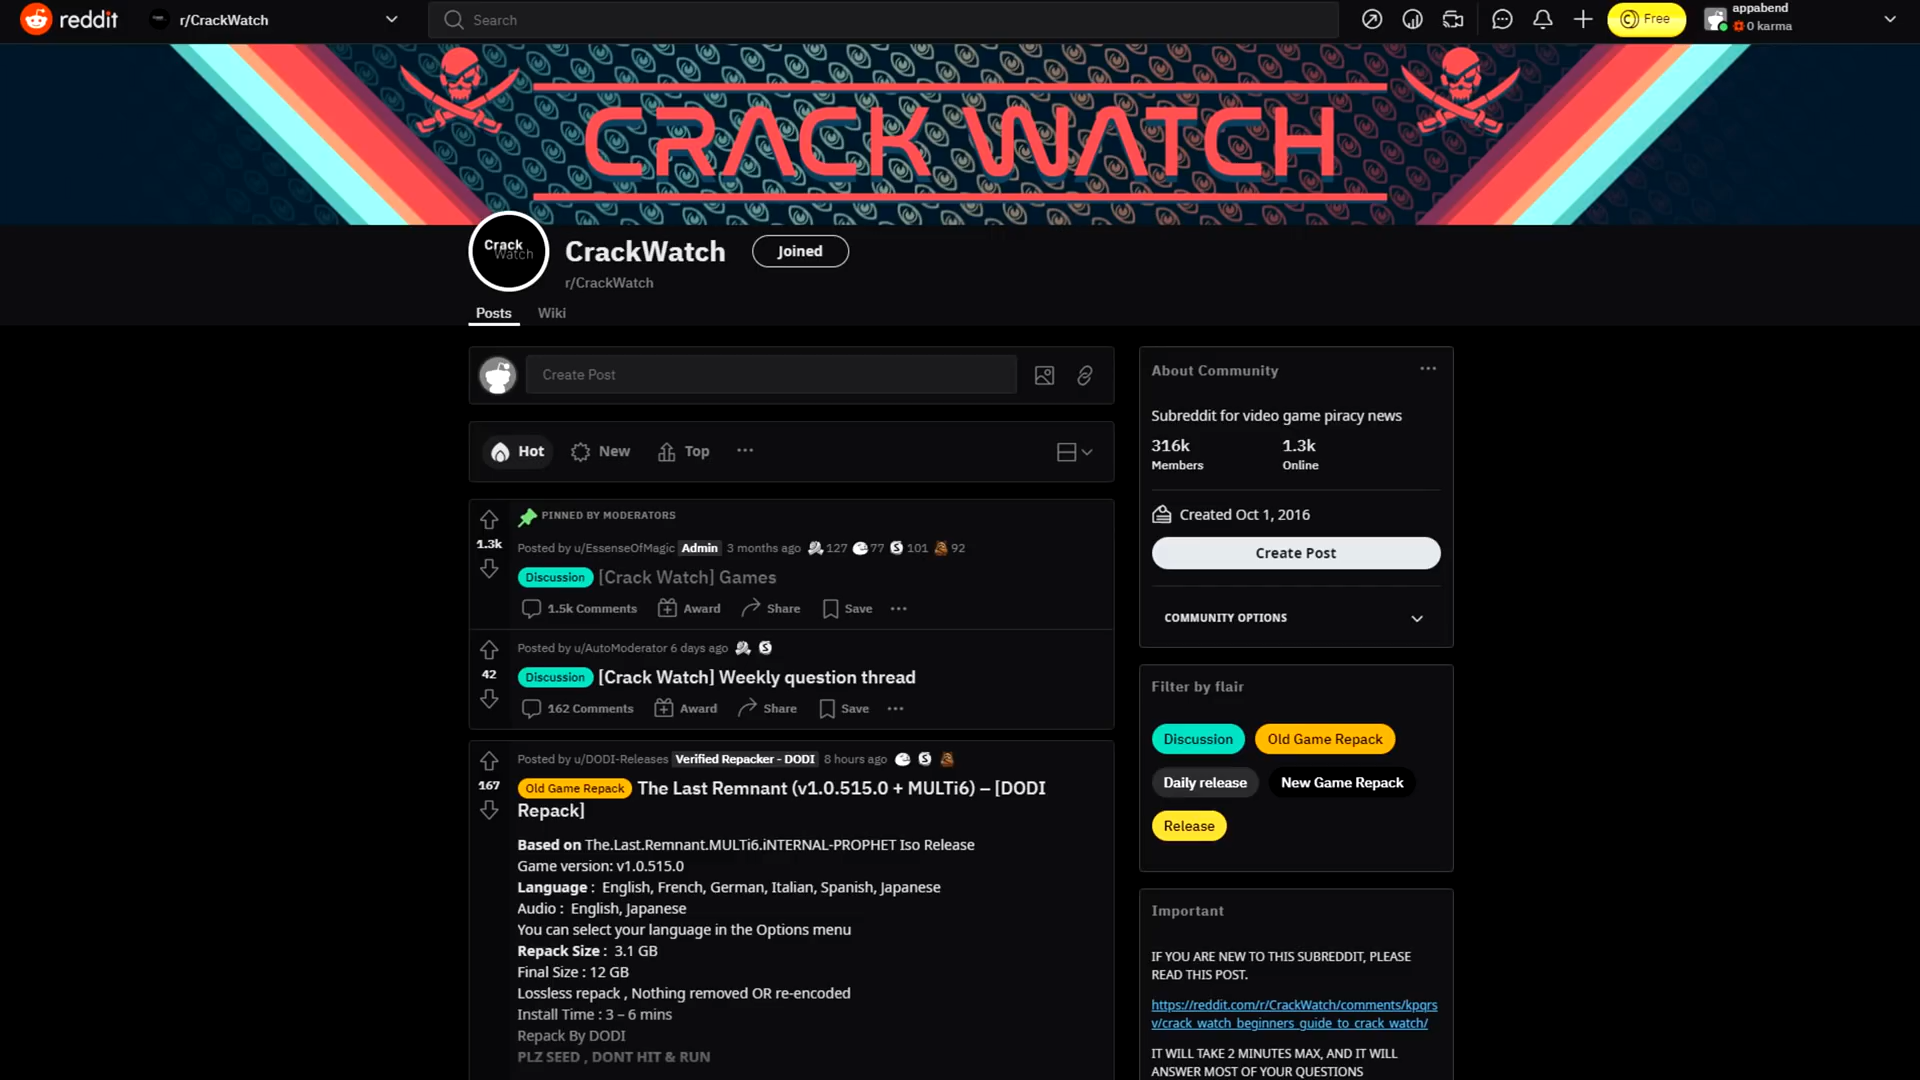 reddit
r/CrackWatch
Search
Free
appabend
0 karma
CRACK WATCH
Crack
Watch
CrackWatch
Joined
r/CrackWatch
Posts
Wiki
Create Post
Hot
New
Top
PINNED BY MODERATORS
1.3k
Posted by u/EssenseOfMagic Admin 3 months ago 127 77 S 101 92
Discussion [Crack Watch] Games
1.5k Comments
Award
Share
Save
Posted by u/AutoModerator 6 days ago S
42
Discussion [Crack Watch] Weekly question thread
162 Comments
Award
Share
Save
Posted by u/DODI-Releases Verified Repacker - DODI 8 hours ago S
167
Old Game Repack The Last Remnant (v1.0.515.0 + MULTi6) – [DODI
Repack]
Based on The.Last.Remnant.MULTi6.iNTERNAL-PROPHET Iso Release
Game version: v1.0.515.0
Language : English, French, German, Italian, Spanish, Japanese
Audio : English, Japanese
You can select your language in the Options menu
Repack Size : 3.1 GB
Final Size : 12 GB
Lossless repack , Nothing removed OR re-encoded
Install Time : 3 – 6 mins
Repack By DODI
PLZ SEED , DONT HIT & RUN
About Community
Subreddit for video game piracy news
316k
Members
1.3k
Online
Created Oct 1, 2016
Create Post
COMMUNITY OPTIONS
Filter by flair
Discussion
Old Game Repack
Daily release
New Game Repack
Release
Important
IF YOU ARE NEW TO THIS SUBREDDIT, PLEASE
READ THIS POST.
https://reddit.com/r/CrackWatch/comments/kpqrs
v/crack_watch_beginners_guide_to_crack_watch/
IT WILL TAKE 2 MINUTES MAX, AND IT WILL
ANSWER MOST OF YOUR QUESTIONS